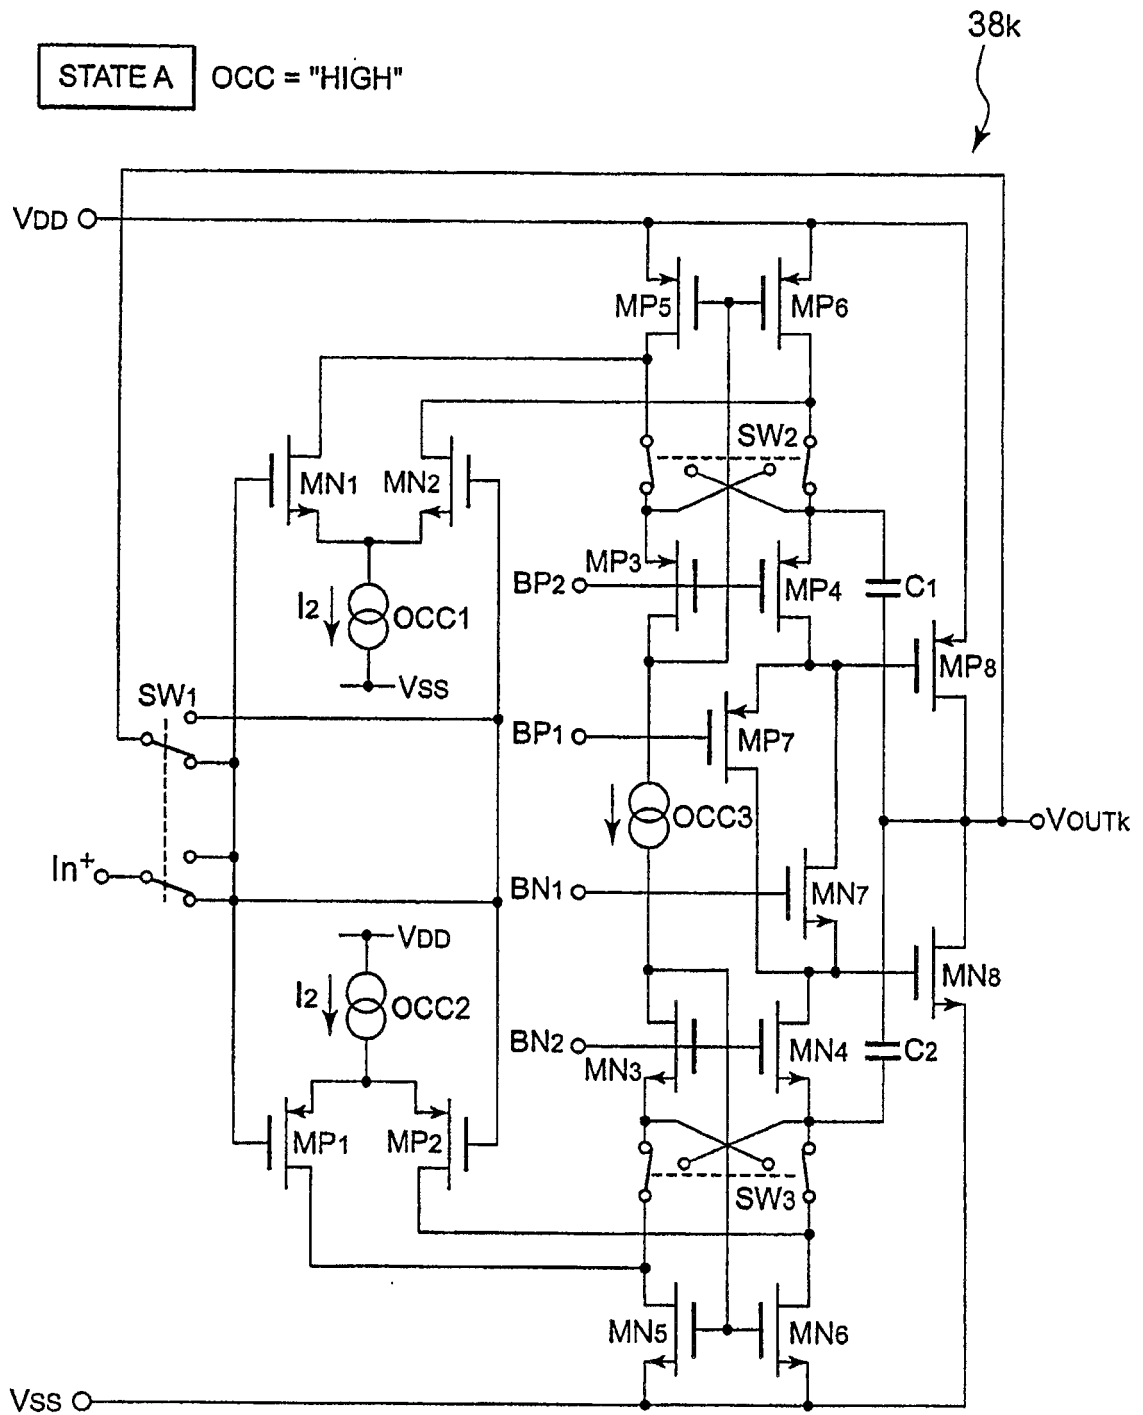 38k
STATE A OCC = "HIGH"
VDD
MP5 MP6
SW2
MN1 MN2
MP3
BP2 MP4 C1
I2 OCC1
MP8
VSS
SW1
BP1 MP7
OCC3 VOUTk
In+
BN1 MN7
VDD
MN8
I2 OCC2
BN2 MN4 C2
MN3
MP1 MP2
SW3
MN5 MN6
VSS